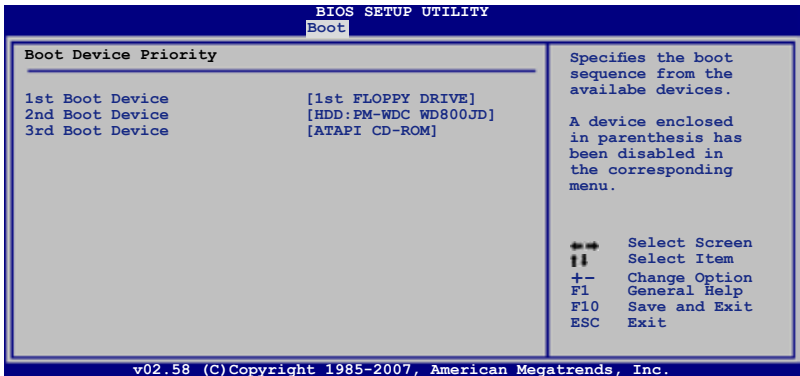 BIOS SETUP UTILITY
Boot
Boot Device Priority
1st Boot Device [1st FLOPPY DRIVE]
2nd Boot Device [HDD:PM-WDC WD800JD]
3rd Boot Device [ATAPI CD-ROM]
Specifies the boot
sequence from the
availabe devices.
A device enclosed
in parenthesis has
been disabled in
the corresponding
menu.
←→ Select Screen
↑↓ Select Item
+- Change Option
F1 General Help
F10 Save and Exit
ESC Exit
v02.58 (C)Copyright 1985-2007, American Megatrends, Inc.